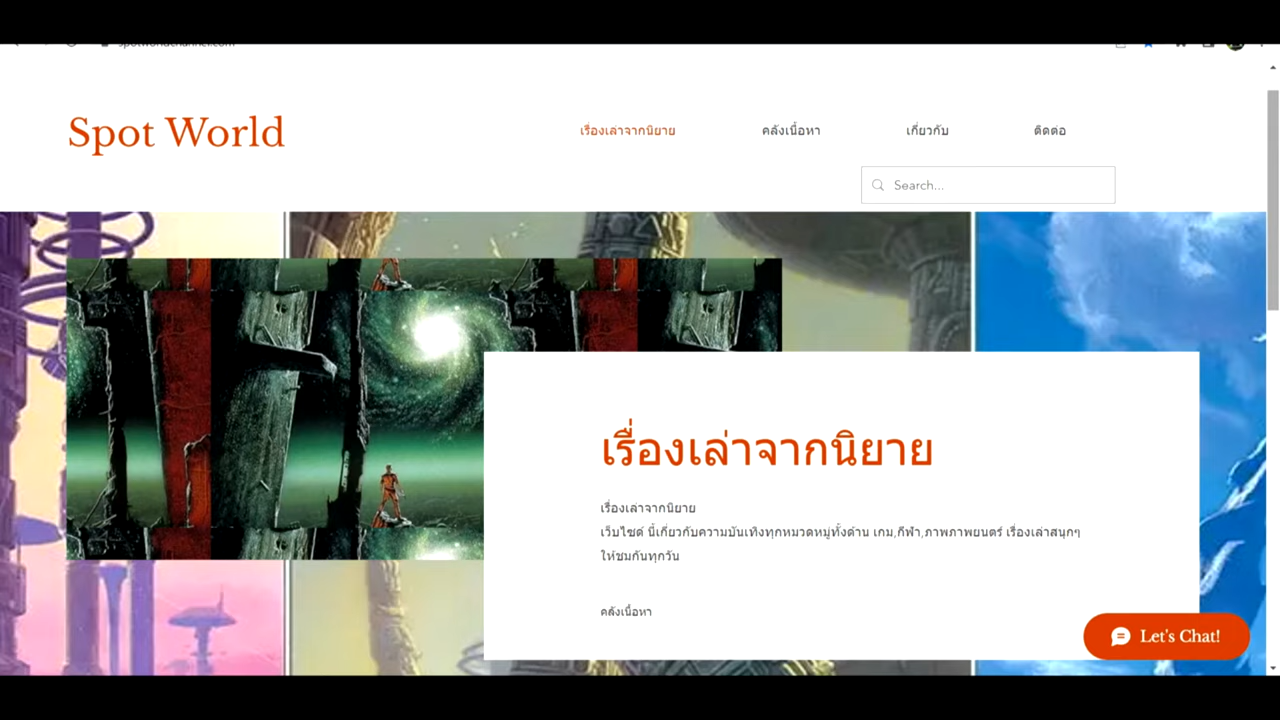 Spot World
เรื่องเล่าจากนิยาย
คลังเนื้อหา
เกี่ยวกับ
ติดต่อ
Search...
เรื่องเล่าจากนิยาย
เรื่องเล่าจากนิยาย
เว็บไซด์ นี้เกี่ยวกับความบันเทิงทุกหมวดหมู่ทั้งด้าน เกม,กีฬา,ภาพภาพยนตร์ เรื่องเล่าสนุกๆ
ให้ชมกันทุกวัน
คลังเนื้อหา
Let's Chat!